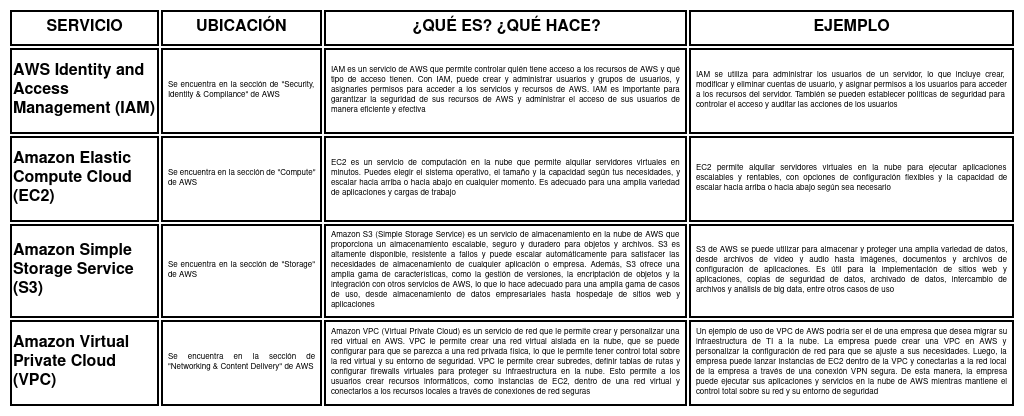 SERVICIO
UBICACIÓN
¿QUÉ ES? ¿QUÉ HACE?
EJEMPLO
AWS Identity and
Access
Management (IAM)
Se encuentra en la sección de "Security,
Identity & Compliance" de AWS
IAM es un servicio de AWS que permite controlar quién tiene acceso a los recursos de AWS y qué
tipo de acceso tienen. Con IAM, puede crear y administrar usuarios y grupos de usuarios, y
asignarles permisos para acceder a los servicios y recursos de AWS. IAM es importante para
garantizar la seguridad de sus recursos de AWS y administrar el acceso de sus usuarios de
manera eficiente y efectiva
IAM se utiliza para administrar los usuarios de un servidor, lo que incluye crear,
modificar y eliminar cuentas de usuario, y asignar permisos a los usuarios para acceder
a los recursos del servidor. También se pueden establecer políticas de seguridad para
controlar el acceso y auditar las acciones de los usuarios
Amazon Elastic
Compute Cloud
(EC2)
Se encuentra en la sección de "Compute"
de AWS
EC2 es un servicio de computación en la nube que permite alquilar servidores virtuales en
minutos. Puedes elegir el sistema operativo, el tamaño y la capacidad según tus necesidades, y
escalar hacia arriba o hacia abajo en cualquier momento. Es adecuado para una amplia variedad
de aplicaciones y cargas de trabajo
EC2 permite alquilar servidores virtuales en la nube para ejecutar aplicaciones
escalables y rentables, con opciones de configuración flexibles y la capacidad de
escalar hacia arriba o hacia abajo según sea necesario
Amazon Simple
Storage Service
(S3)
Se encuentra en la sección de "Storage"
de AWS
Amazon S3 (Simple Storage Service) es un servicio de almacenamiento en la nube de AWS que
proporciona un almacenamiento escalable, seguro y duradero para objetos y archivos. S3 es
altamente disponible, resistente a fallos y puede escalar automáticamente para satisfacer las
necesidades de almacenamiento de cualquier aplicación o empresa. Además, S3 ofrece una
amplia gama de características, como la gestión de versiones, la encriptación de objetos y la
integración con otros servicios de AWS, lo que lo hace adecuado para una amplia gama de casos
de uso, desde almacenamiento de datos empresariales hasta hospedaje de sitios web y
aplicaciones
S3 de AWS se puede utilizar para almacenar y proteger una amplia variedad de datos,
desde archivos de video y audio hasta imágenes, documentos y archivos de
configuración de aplicaciones. Es útil para la implementación de sitios web y
aplicaciones, copias de seguridad de datos, archivado de datos, intercambio de
archivos y análisis de big data, entre otros casos de uso
Amazon Virtual
Private Cloud
(VPC)
Se encuentra en la sección de
"Networking & Content Delivery" de AWS
Amazon VPC (Virtual Private Cloud) es un servicio de red que le permite crear y personalizar una
red virtual en AWS. VPC le permite crear una red virtual aislada en la nube, que se puede
configurar para que se parezca a una red privada física, lo que le permite tener control total sobre
la red virtual y su entorno de seguridad. VPC le permite crear subredes, definir tablas de rutas y
configurar firewalls virtuales para proteger su infraestructura en la nube. Esto permite a los
usuarios crear recursos informáticos, como instancias de EC2, dentro de una red virtual y
conectarlos a los recursos locales a través de conexiones de red seguras
Un ejemplo de uso de VPC de AWS podría ser el de una empresa que desea migrar su
infraestructura de TI a la nube. La empresa puede crear una VPC en AWS y
personalizar la configuración de red para que se ajuste a sus necesidades. Luego, la
empresa puede lanzar instancias de EC2 dentro de la VPC y conectarlas a la red local
de la empresa a través de una conexión VPN segura. De esta manera, la empresa
puede ejecutar sus aplicaciones y servicios en la nube de AWS mientras mantiene el
control total sobre su red y su entorno de seguridad